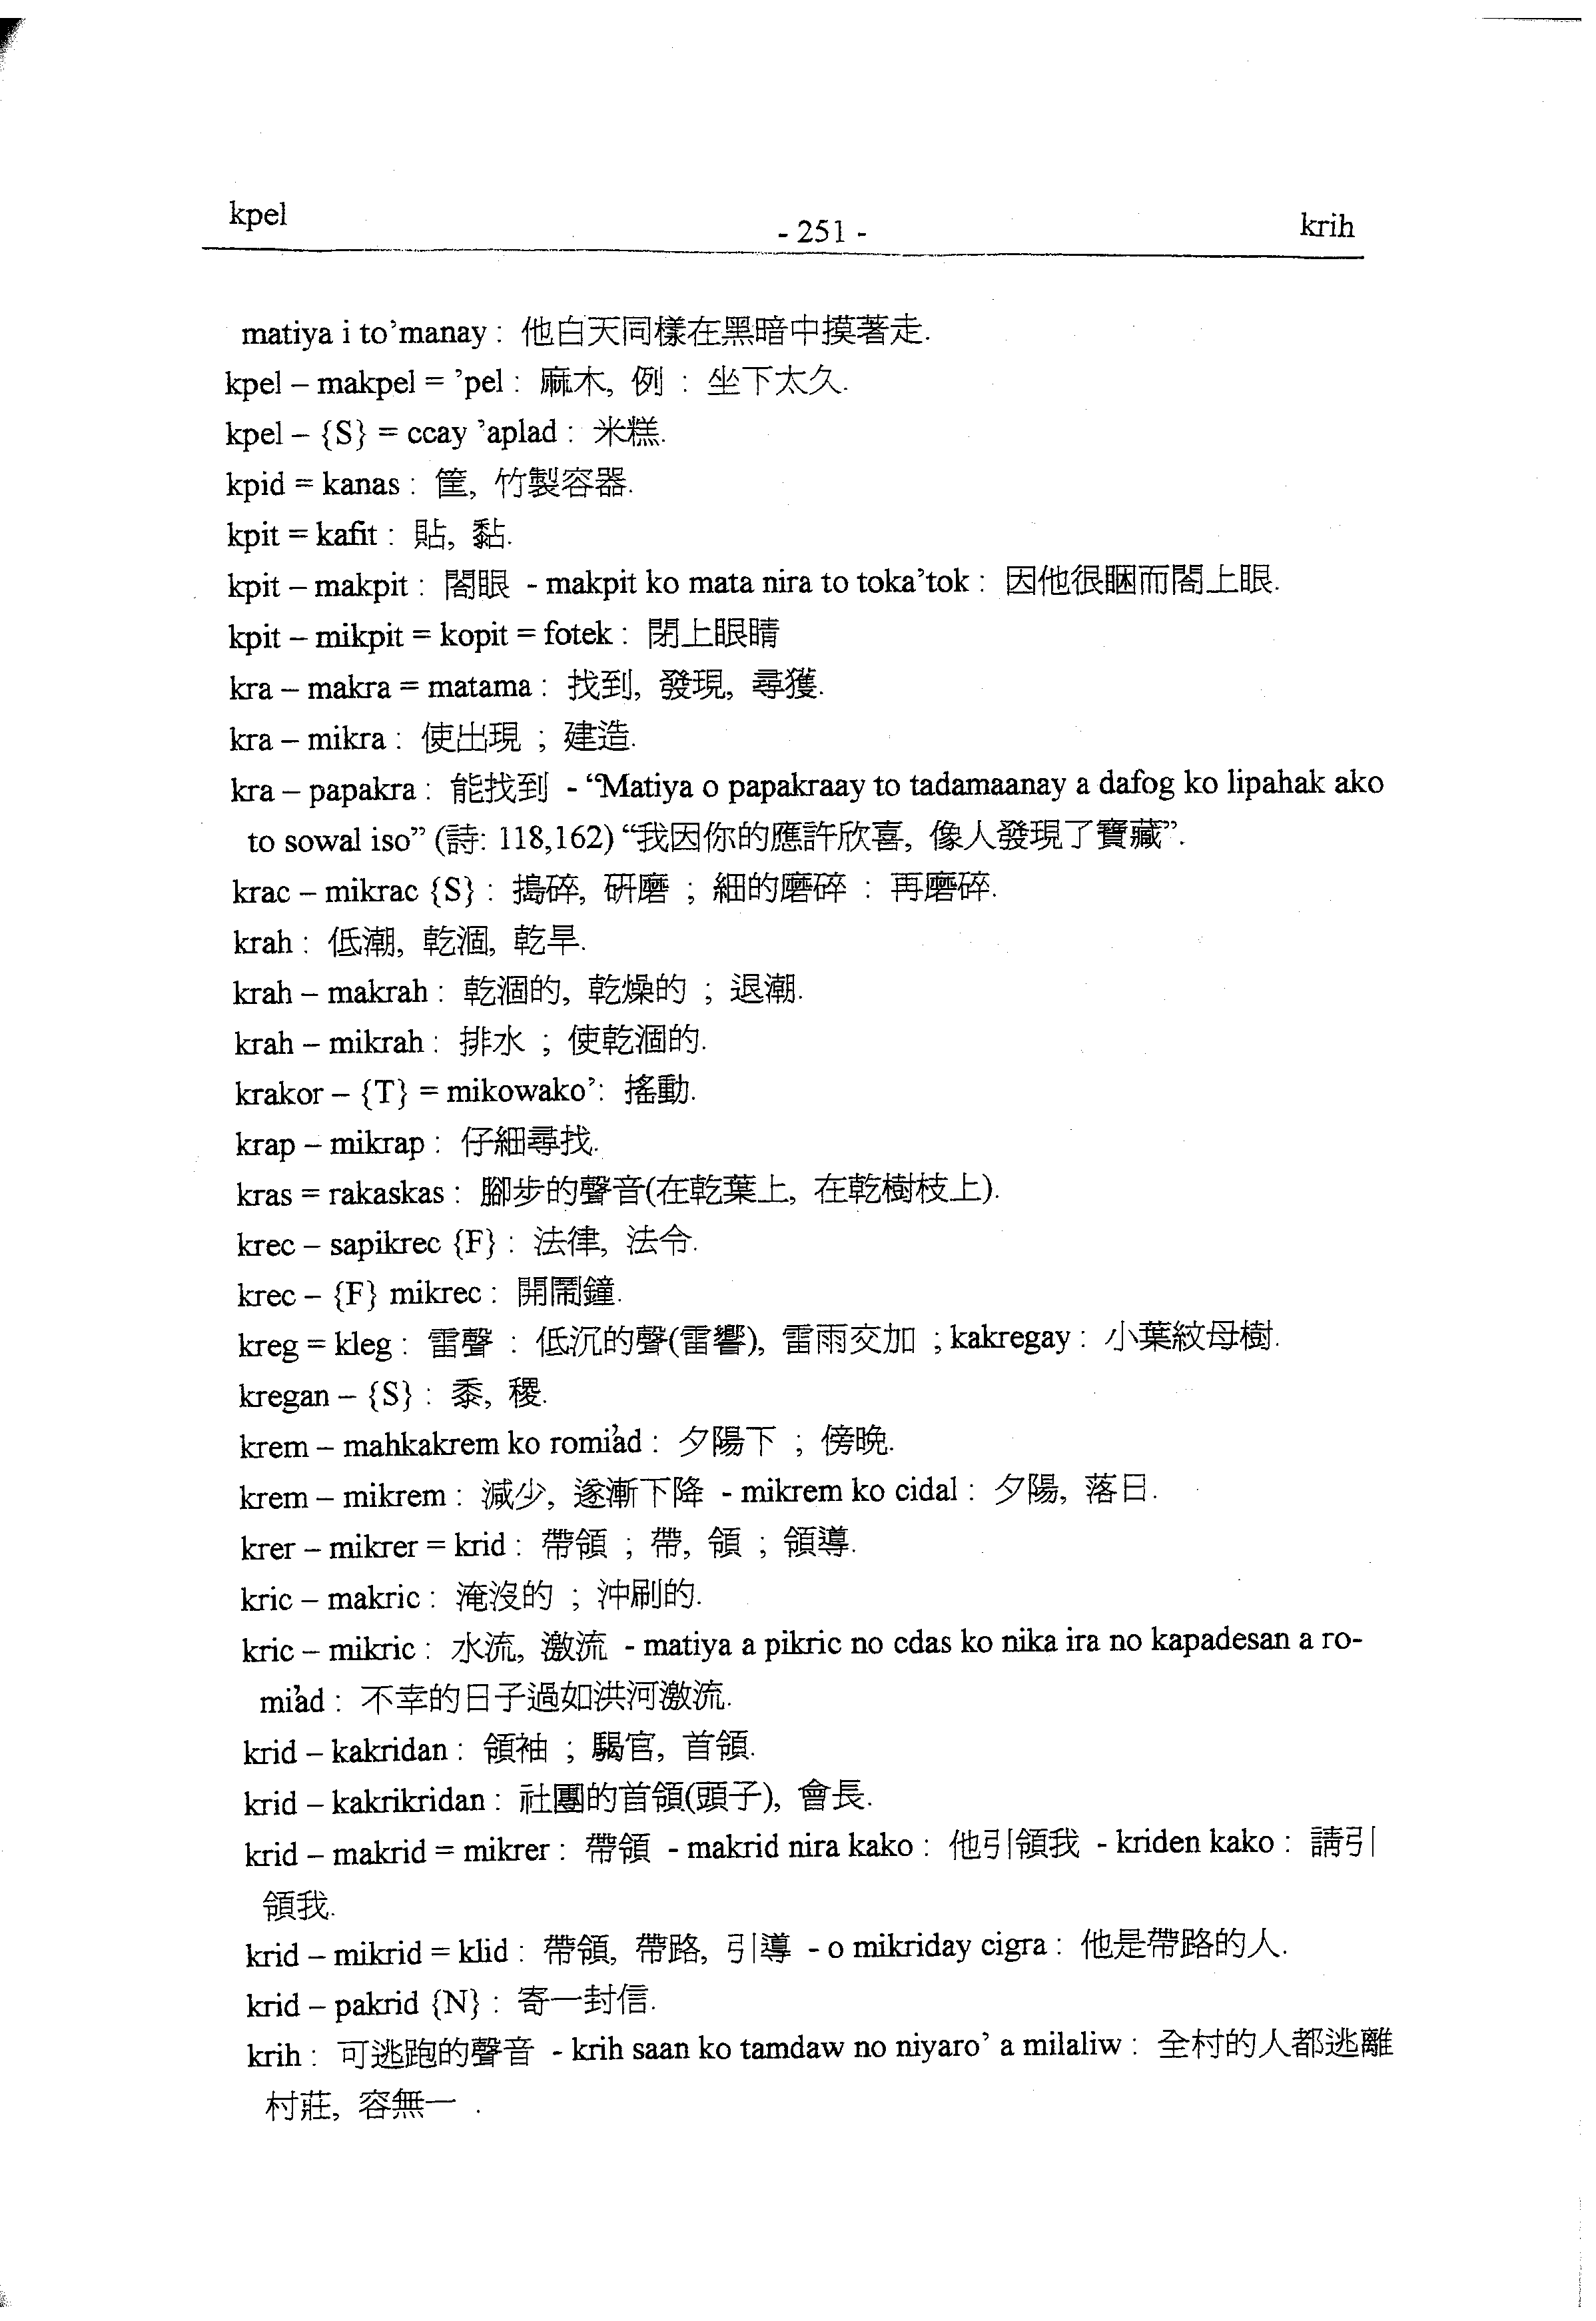 kpel
- 251 -
krih
matiya i to’manay : 他白天同樣在黑暗中摸著走.
kpel – makpel = ’pel : 麻木, 例 : 坐下太久.
kpel – {S} = ccay ’aplad : 米糕.
kpid = kanas : 筐, 竹製容器.
kpit = kafit : 貼, 黏.
kpit – makpit : 閤眼 - makpit ko mata nira to toka’tok : 因他很睏而閤上眼.
kpit – mikpit = kopit = fotek : 閉上眼睛
kra – makra = matama : 找到, 發現, 尋獲.
kra – mikra : 使出現 ; 建造.
kra – papakra : 能找到 - “Matiya o papakraay to tadamaanay a dafog ko lipahak ako
to sowal iso” (詩: 118,162) “我因你的應許欣喜, 像人發現了寶藏”.
krac – mikrac {S} : 搗碎, 研磨 ; 細的磨碎 : 再磨碎.
krah : 低潮, 乾涸, 乾旱.
krah – makrah : 乾涸的, 乾燥的 ; 退潮.
krah – mikrah : 排水 ; 使乾涸的.
krakor – {T} = mikowako’: 搖動.
krap – mikrap : 仔細尋找.
kras = rakaskas : 腳步的聲音(在乾葉上, 在乾樹枝上).
krec – sapikrec {F} : 法律, 法令.
krec – {F} mikrec : 開鬧鐘.
kreg = kleg : 雷聲 : 低沉的聲(雷響), 雷雨交加 ; kakregay : 小葉紋母樹.
kregan – {S} : 黍, 稷.
krem – mahkakrem ko romi’ad : 夕陽下 ; 傍晚.
krem – mikrem : 減少, 遂漸下降 - mikrem ko cidal : 夕陽, 落日.
krer – mikrer = krid : 帶領 ; 帶, 領 ; 領導.
kric – makric : 淹沒的 ; 沖刷的.
kric – mikric : 水流, 激流 - matiya a pikric no cdas ko nika ira no kapadesan a ro-
mi’ad : 不幸的日子過如洪河激流.
krid – kakridan : 領袖 ; 騎官, 首領.
krid – kakrikridan : 社團的首領(頭子), 會長.
krid – makrid = mikrer : 帶領 - makrid nira kako : 他引領我 - kriden kako : 請引
領我.
krid – mikrid = klid : 帶領, 帶路, 引導 - o mikriday cigra : 他是帶路的人.
krid – pakrid {N} : 寄一封信.
krih : 可逃跑的聲音 - krih saan ko tamdaw no niyaro’ a milaliw : 全村的人都逃離
村莊, 容無一 .